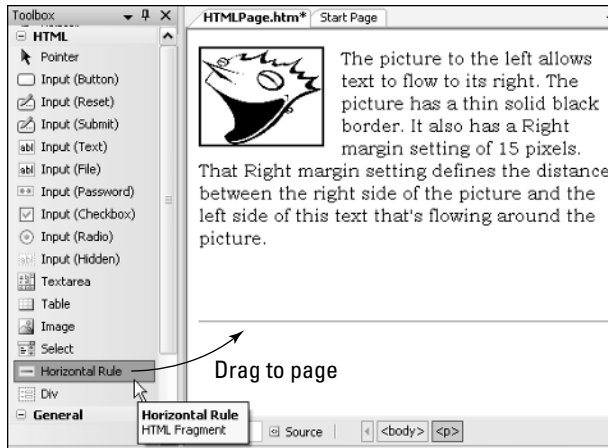 Toolbox
HTML
Pointer
Input (Button)
Input (Reset)
Input (Submit)
abl Input (Text)
abl Input (File)
Input (Password)
Input (Checkbox)
Input (Radio)
abl Input (Hidden)
Textarea
Table
Image
Select
Horizontal Rule
Div
General
HTMLPage.htm* Start Page
The picture to the left allows
text to flow to its right. The
picture has a thin solid black
border. It also has a Right
margin setting of 15 pixels.
That Right margin setting defines the distance
between the right side of the picture and the
left side of this text that's flowing around the
picture.
Drag to page
Horizontal Rule
HTML Fragment
Source <body> <p>